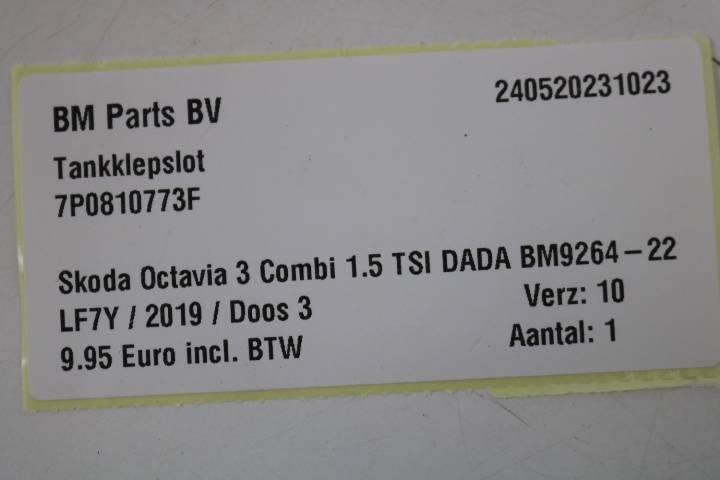 BM Parts BV 240520231023
Tankklepslot
7P0810773F
Skoda Octavia 3 Combi 1.5 TSI DADA BM9264-22
LF7Y / 2019 / Doos 3 Verz: 10
9.95 Euro incl. BTW Aantal: 1